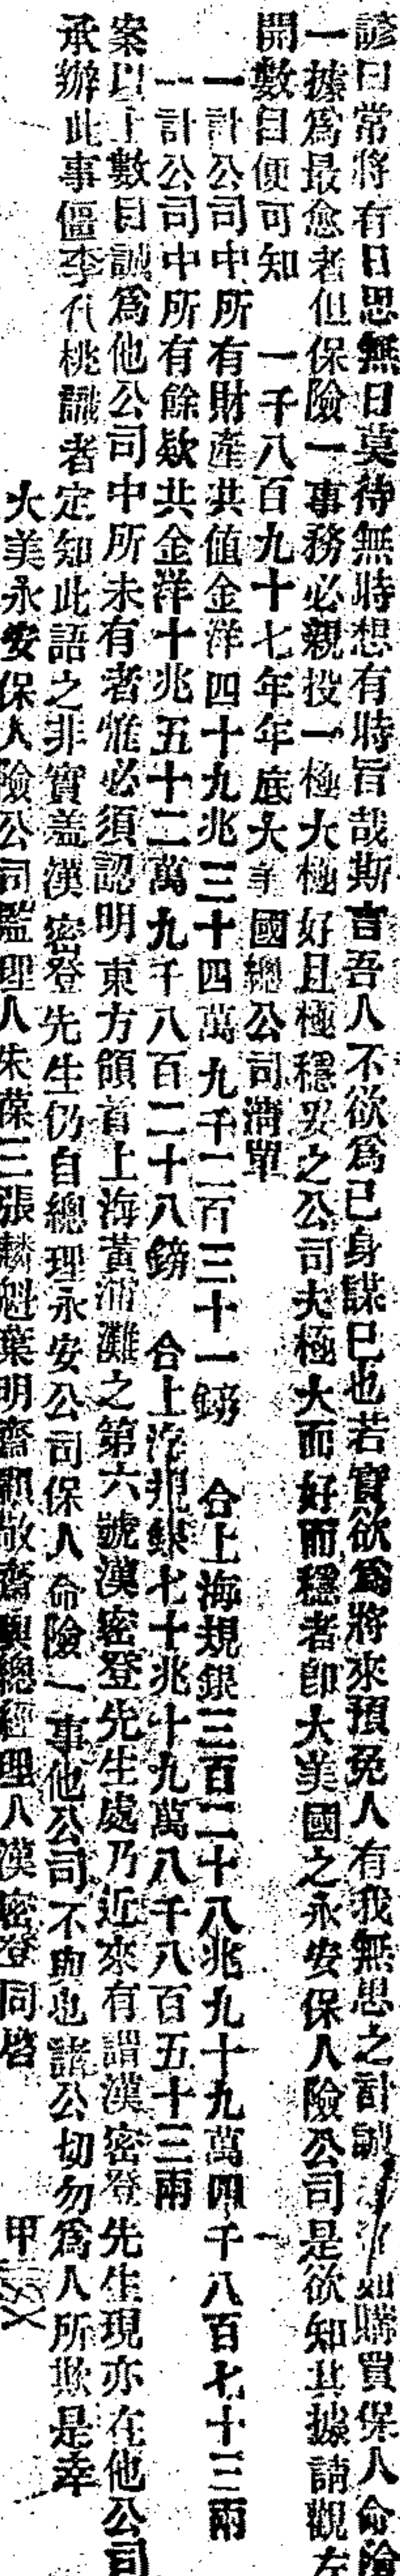 諺曰常將有日思無日莫待無時想有時旨哉斯言吾人不欲爲己身謀已也若實欲爲將來預免人有我無思之計誠如購買保人命險
一據爲最愈者但保險一事務必親投一極大極好且極穩妥之公司夫極大而好而穩者卽大美國之永安保人險公司是欲知其據請觀左
開數目便可知　一千八百九十七年年底大美國總公司淸單
一計公司中所有財產共值金洋四十九兆三十四萬九千二百三十一鎊　合上海規銀三百二十八兆九十九萬四千八百七十三兩
一計公司中所有餘欵共金洋十兆五十二萬九千八百二十八鎊　合上海規銀七十兆十九萬八千八百五十三兩
案以上數目誠爲他公司中所未有者惟必須認明東方領首上海黃浦灘之第六號漢密登先生處乃近來有謂漢密登先生現亦在他公司
承辦此事僵李代桃識者定知此語之非實蓋漢密登先生仍自總理永安公司保人命險一事他公司不與也諸公切勿爲人所欺是幸
大美永安保人險公司監理人朱葆三張麟魁葉明齋顧敬齋與總經理人漢密登同啓　甲